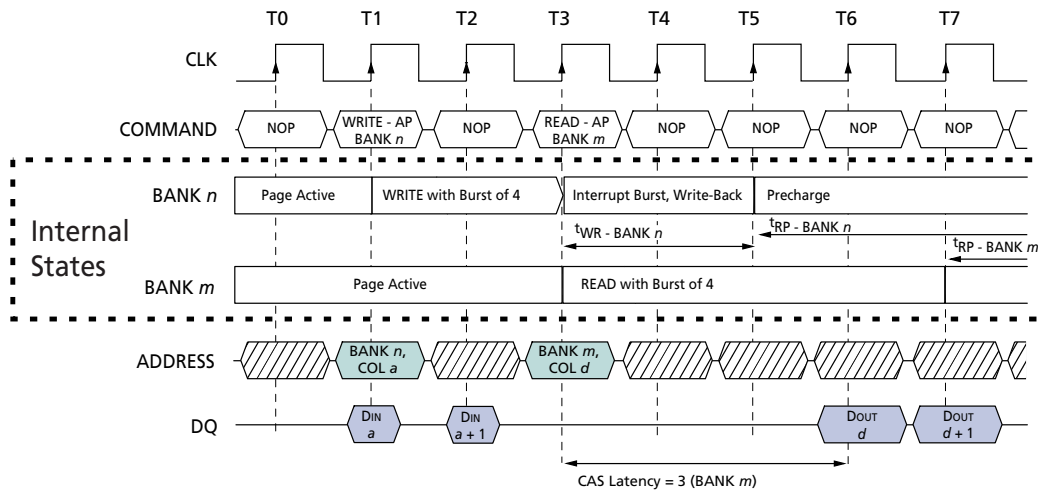 T0 T1 T2 T3 T4 T5 T6 T7
CLK
COMMAND NOP WRITE - AP BANK n NOP READ - AP BANK m NOP NOP NOP NOP
BANK n Page Active WRITE with Burst of 4 Interrupt Burst, Write-Back Precharge
Internal
States
tWR - BANK n tRP - BANK n
tRP - BANK m
BANK m Page Active READ with Burst of 4
ADDRESS BANK n, COL a BANK m, COL d
DQ DIN a DIN a + 1 DOUT d DOUT d + 1
CAS Latency = 3 (BANK m)